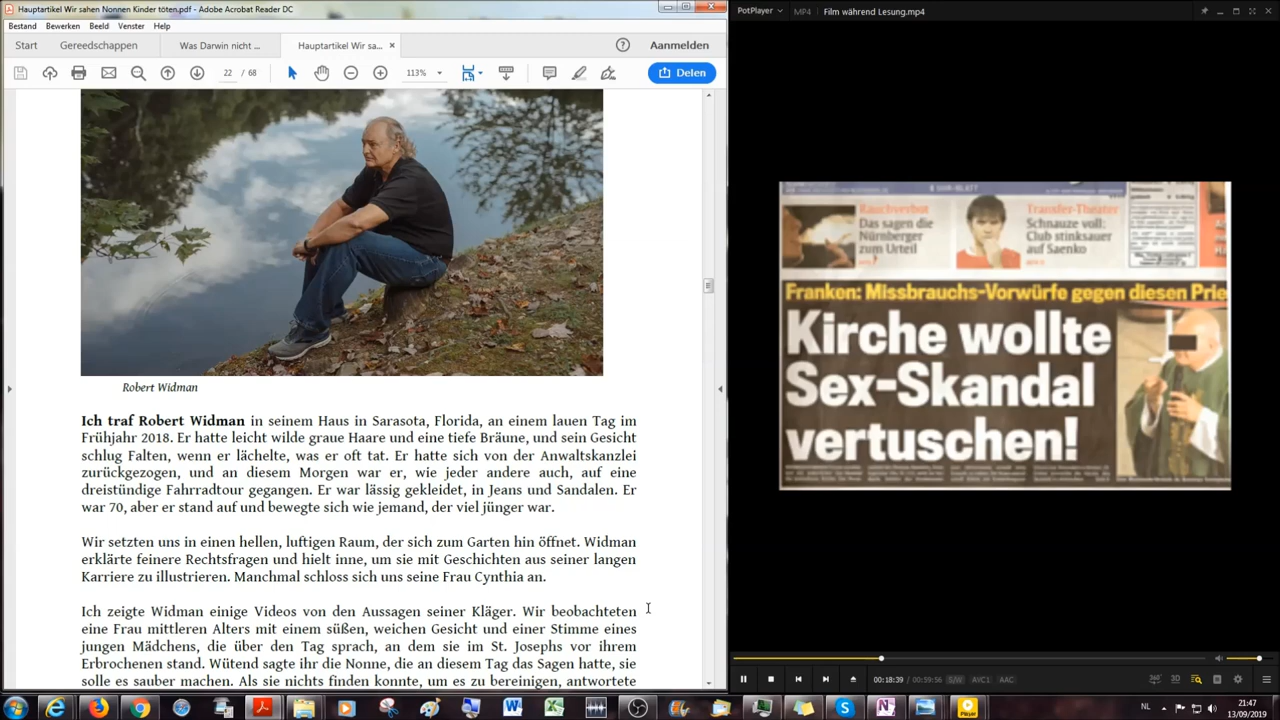 Hauptartikel Wir sahen Nonnen Kinder töten.pdf - Adobe Acrobat Reader DC
Bestand Bewerken Beeld Venster Help
Start Gereedschappen Was Darwin nicht ... Hauptartikel Wir sa... × Aanmelden
22 / 68 113% Delen
Robert Widman
Ich traf Robert Widman in seinem Haus in Sarasota, Florida, an einem lauen Tag im
Frühjahr 2018. Er hatte leicht wilde graue Haare und eine tiefe Bräune, und sein Gesicht
schlug Falten, wenn er lächelte, was er oft tat. Er hatte sich von der Anwaltskanzlei
zurückgezogen, und an diesem Morgen war er, wie jeder andere auch, auf eine
dreistündige Fahrradtour gegangen. Er war lässig gekleidet, in Jeans und Sandalen. Er
war 70, aber er stand auf und bewegte sich wie jemand, der viel jünger war.
Wir setzten uns in einen hellen, luftigen Raum, der sich zum Garten hin öffnet. Widman
erklärte feinere Rechtsfragen und hielt inne, um sie mit Geschichten aus seiner langen
Karriere zu illustrieren. Manchmal schloss sich uns seine Frau Cynthia an.
Ich zeigte Widman einige Videos von den Aussagen seiner Kläger. Wir beobachteten
eine Frau mittleren Alters mit einem süßen, weichen Gesicht und einer Stimme eines
jungen Mädchens, die über den Tag sprach, an dem sie im St. Josephs vor ihrem
Erbrochenen stand. Wütend sagte ihr die Nonne, die an diesem Tag das Sagen hatte, sie
solle es sauber machen. Als sie nichts finden konnte, um es zu bereinigen, antwortete
PotPlayer MP4 Film während Lesung.mp4
Rauchverbot
Das sagen die
Nürnberger
zum Urteil
Transfer-Theater
Schnauze voll:
Club stinksauer
auf Saenko
Franken: Missbrauchs-Vorwürfe gegen diesen Prie
Kirche wollte
Sex-Skandal
vertuschen!
00:18:39 / 00:59:56 S/W AVC1 AAC
360° 3D
NL 21:47
13/09/2019